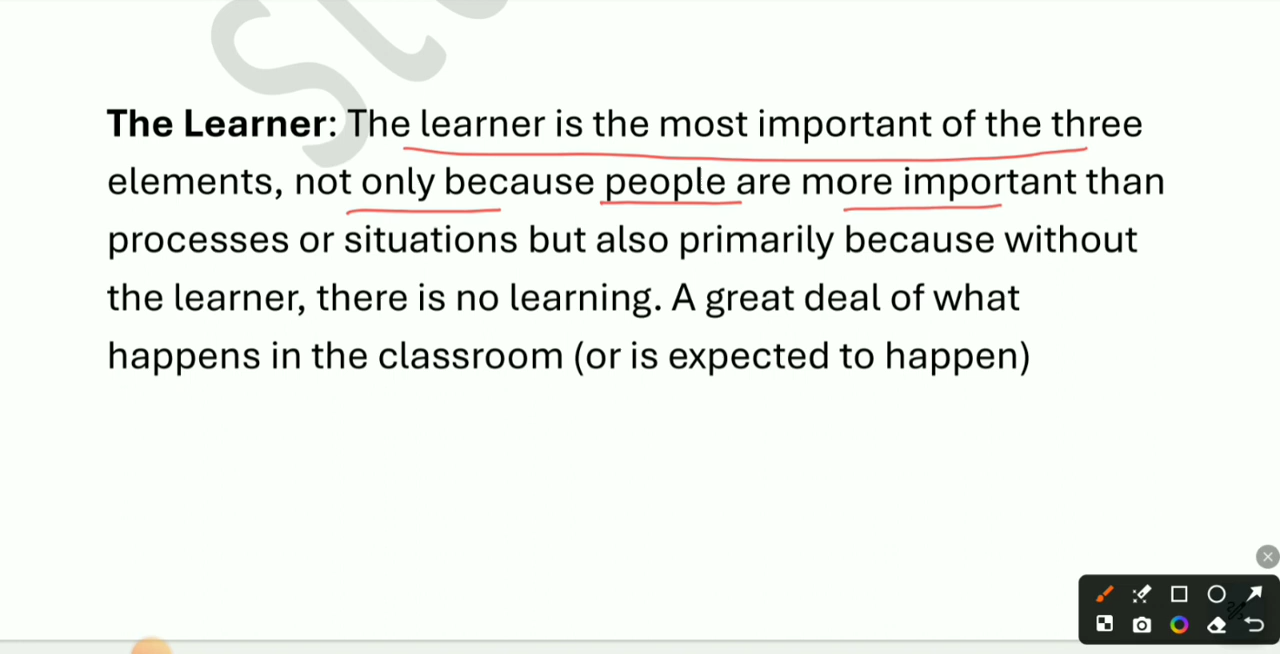 The Learner: The learner is the most important of the three
elements, not only because people are more important than
processes or situations but also primarily because without
the learner, there is no learning. A great deal of what
happens in the classroom (or is expected to happen)